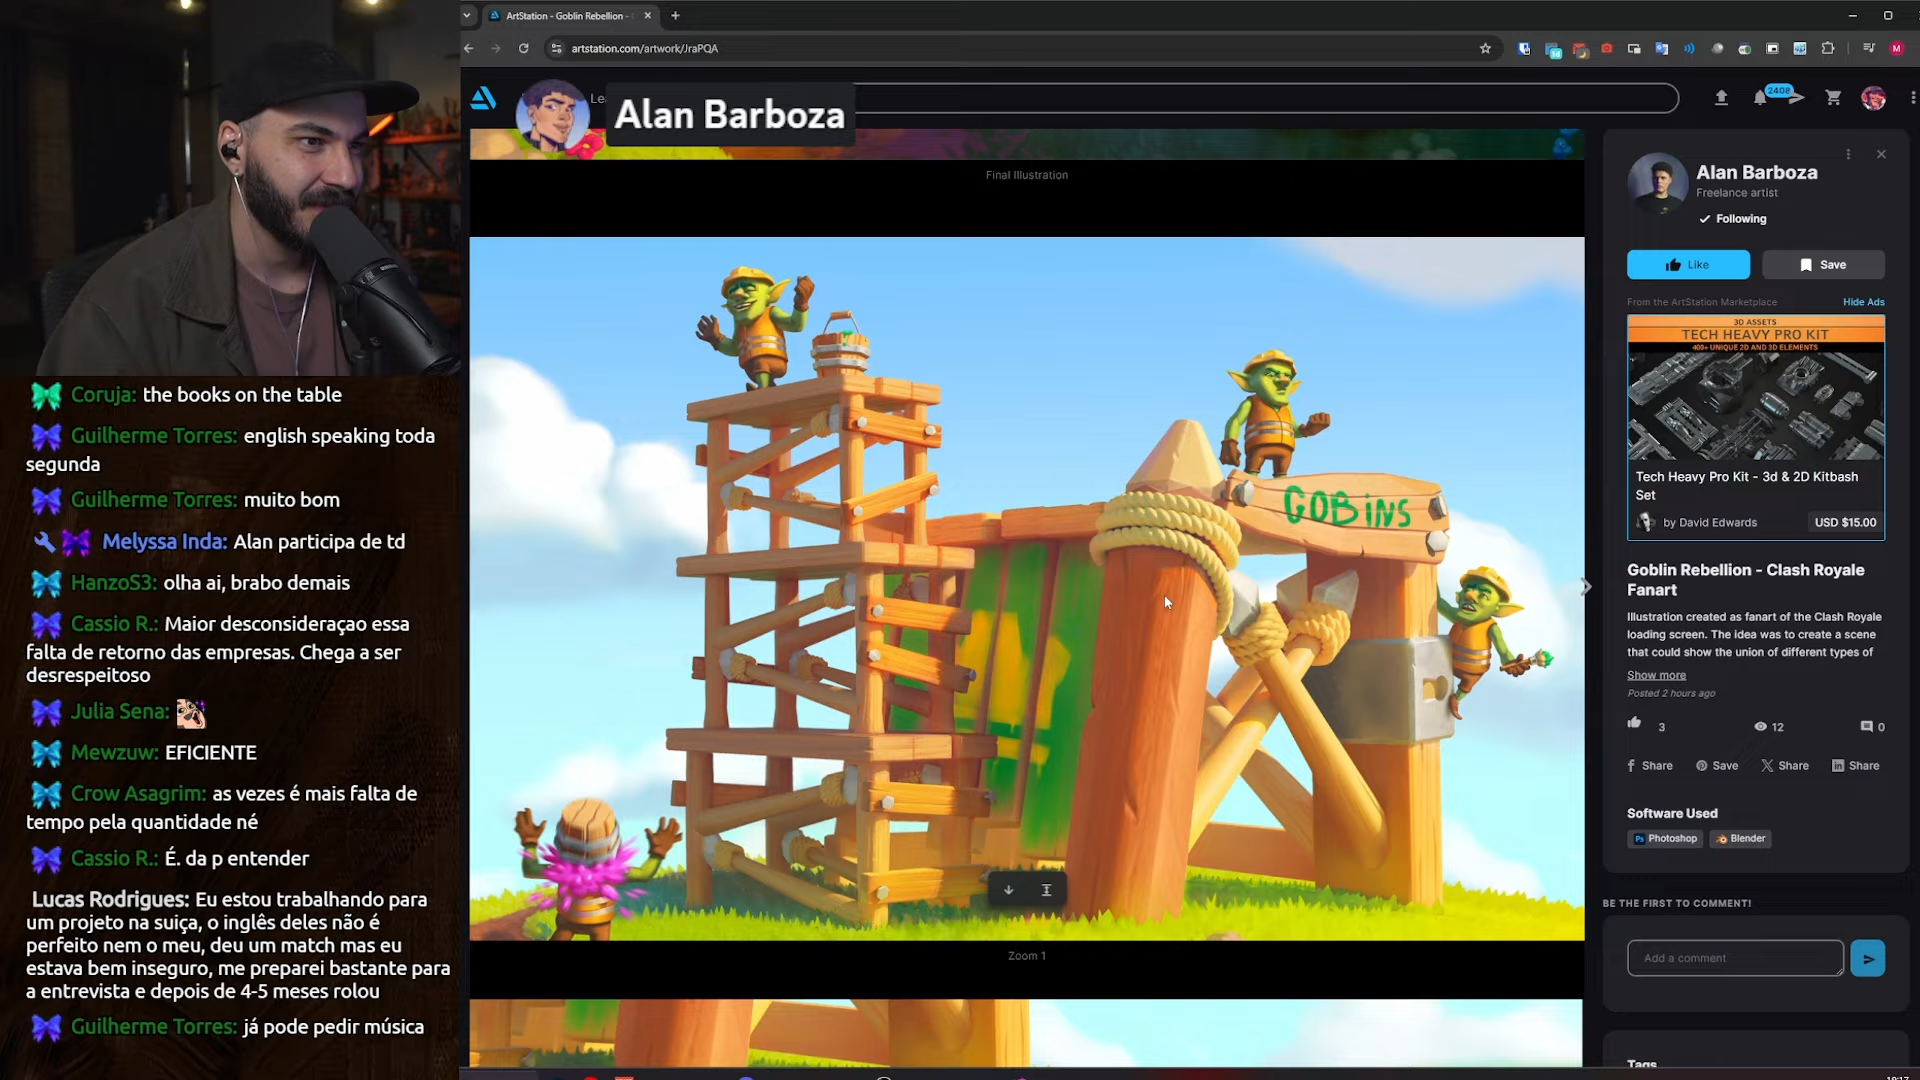 ArtStation - Goblin Rebellion -
artstation.com/artwork/JraPQA
Lea
Alan Barboza
2408
Final Illustration
GOBiNS
Zoom 1
Alan Barboza
Freelance artist
Following
Like
Save
From the ArtStation Marketplace
Hide Ads
3D ASSETS
TECH HEAVY PRO KIT
400+ UNIQUE 2D AND 3D ELEMENTS
Tech Heavy Pro Kit - 3d & 2D Kitbash
Set
by David Edwards
USD $15.00
Goblin Rebellion - Clash Royale
Fanart
Illustration created as fanart of the Clash Royale
loading screen. The idea was to create a scene
that could show the union of different types of
Show more
Posted 2 hours ago
3
12
0
Share
Save
Share
Share
Software Used
Ps Photoshop
Blender
BE THE FIRST TO COMMENT!
Add a comment
Tags
Coruja: the books on the table
Guilherme Torres: english speaking toda
segunda
Guilherme Torres: muito bom
Melyssa Inda: Alan participa de td
HanzoS3: olha ai, brabo demais
Cassio R.: Maior desconsideraçao essa
falta de retorno das empresas. Chega a ser
desrespeitoso
Julia Sena:
Mewzuw: EFICIENTE
Crow Asagrim: as vezes é mais falta de
tempo pela quantidade né
Cassio R.: É. da p entender
Lucas Rodrigues: Eu estou trabalhando para
um projeto na suiça, o inglês deles não é
perfeito nem o meu, deu um match mas eu
estava bem inseguro, me preparei bastante para
a entrevista e depois de 4-5 meses rolou
Guilherme Torres: já pode pedir música